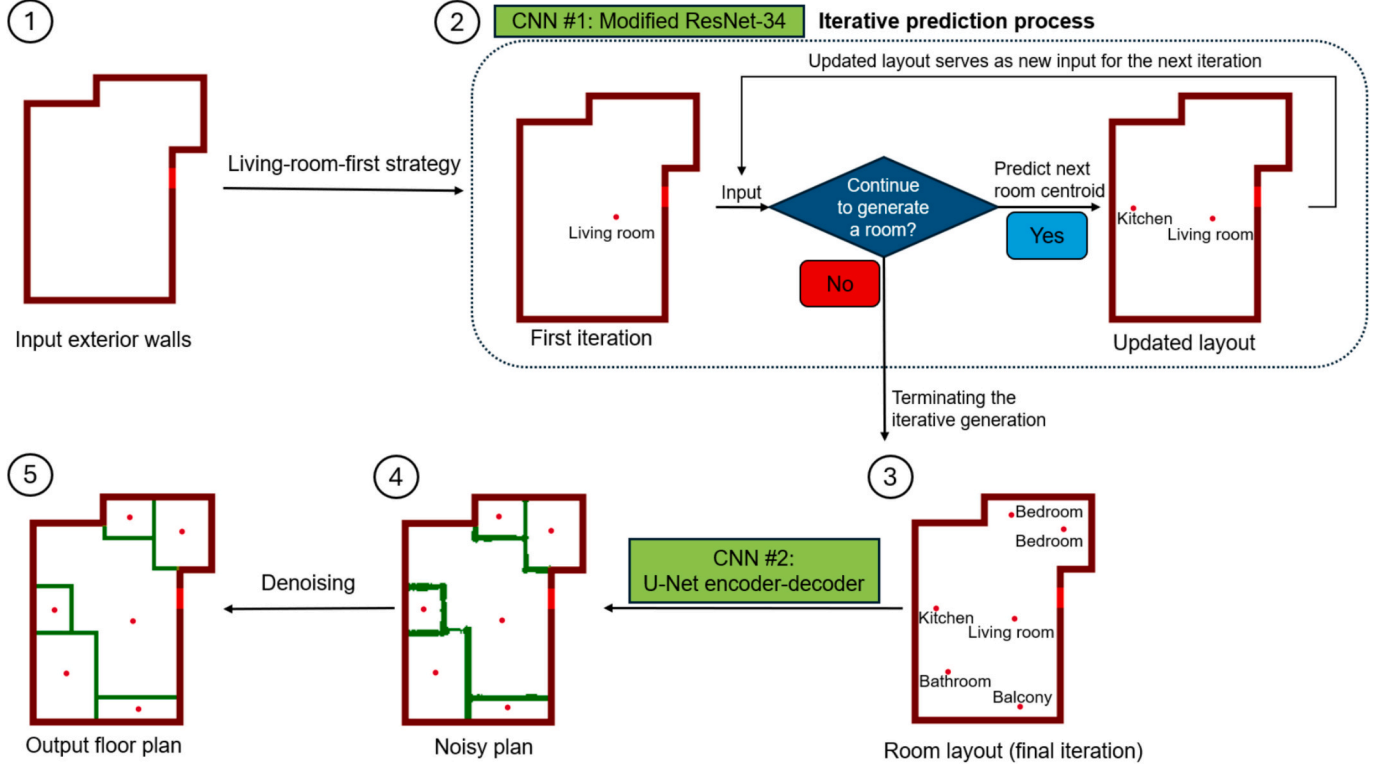 1
2
CNN #1: Modified ResNet-34
Iterative prediction process
Updated layout serves as new input for the next iteration
Living-room-first strategy
Input exterior walls
Living room
First iteration
Input
Continue
to generate
a room?
Predict next
room centroid
Yes
No
Kitchen
Living room
Updated layout
Terminating the
iterative generation
5
4
3
Output floor plan
Denoising
Noisy plan
CNN #2:
U-Net encoder-decoder
Bedroom
Bedroom
Kitchen
Living room
Bathroom
Balcony
Room layout (final iteration)